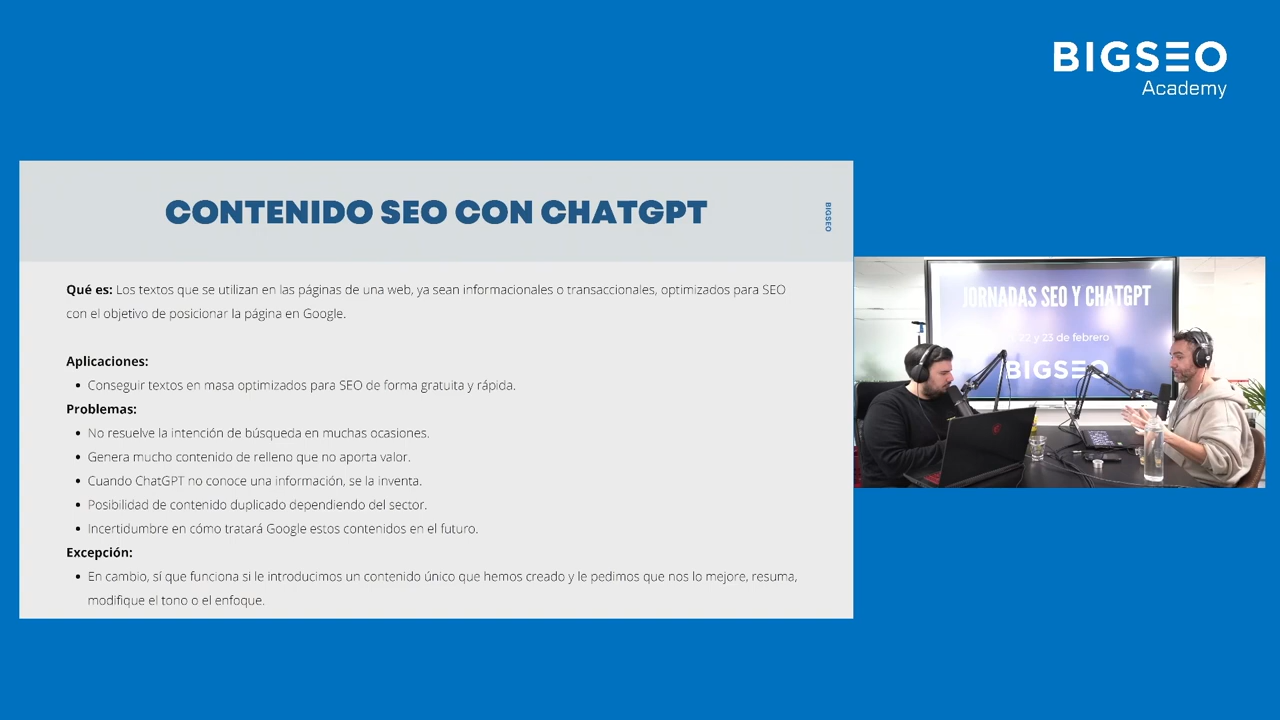 BIGSEO
Academy
CONTENIDO SEO CON CHATGPT
BIGSEO
Qué es: Los textos que se utilizan en las páginas de una web, ya sean informacionales o transaccionales, optimizados para SEO
con el objetivo de posicionar la página en Google.
Aplicaciones:
• Conseguir textos en masa optimizados para SEO de forma gratuita y rápida.
Problemas:
• No resuelve la intención de búsqueda en muchas ocasiones.
• Genera mucho contenido de relleno que no aporta valor.
• Cuando ChatGPT no conoce una información, se la inventa.
• Posibilidad de contenido duplicado dependiendo del sector.
• Incertidumbre en cómo tratará Google estos contenidos en el futuro.
Excepción:
• En cambio, sí que funciona si le introducimos un contenido único que hemos creado y le pedimos que nos lo mejore, resuma,
modifique el tono o el enfoque.
JORNADAS SEO Y CHATGPT
22 y 23 de febrero
BIGSEO